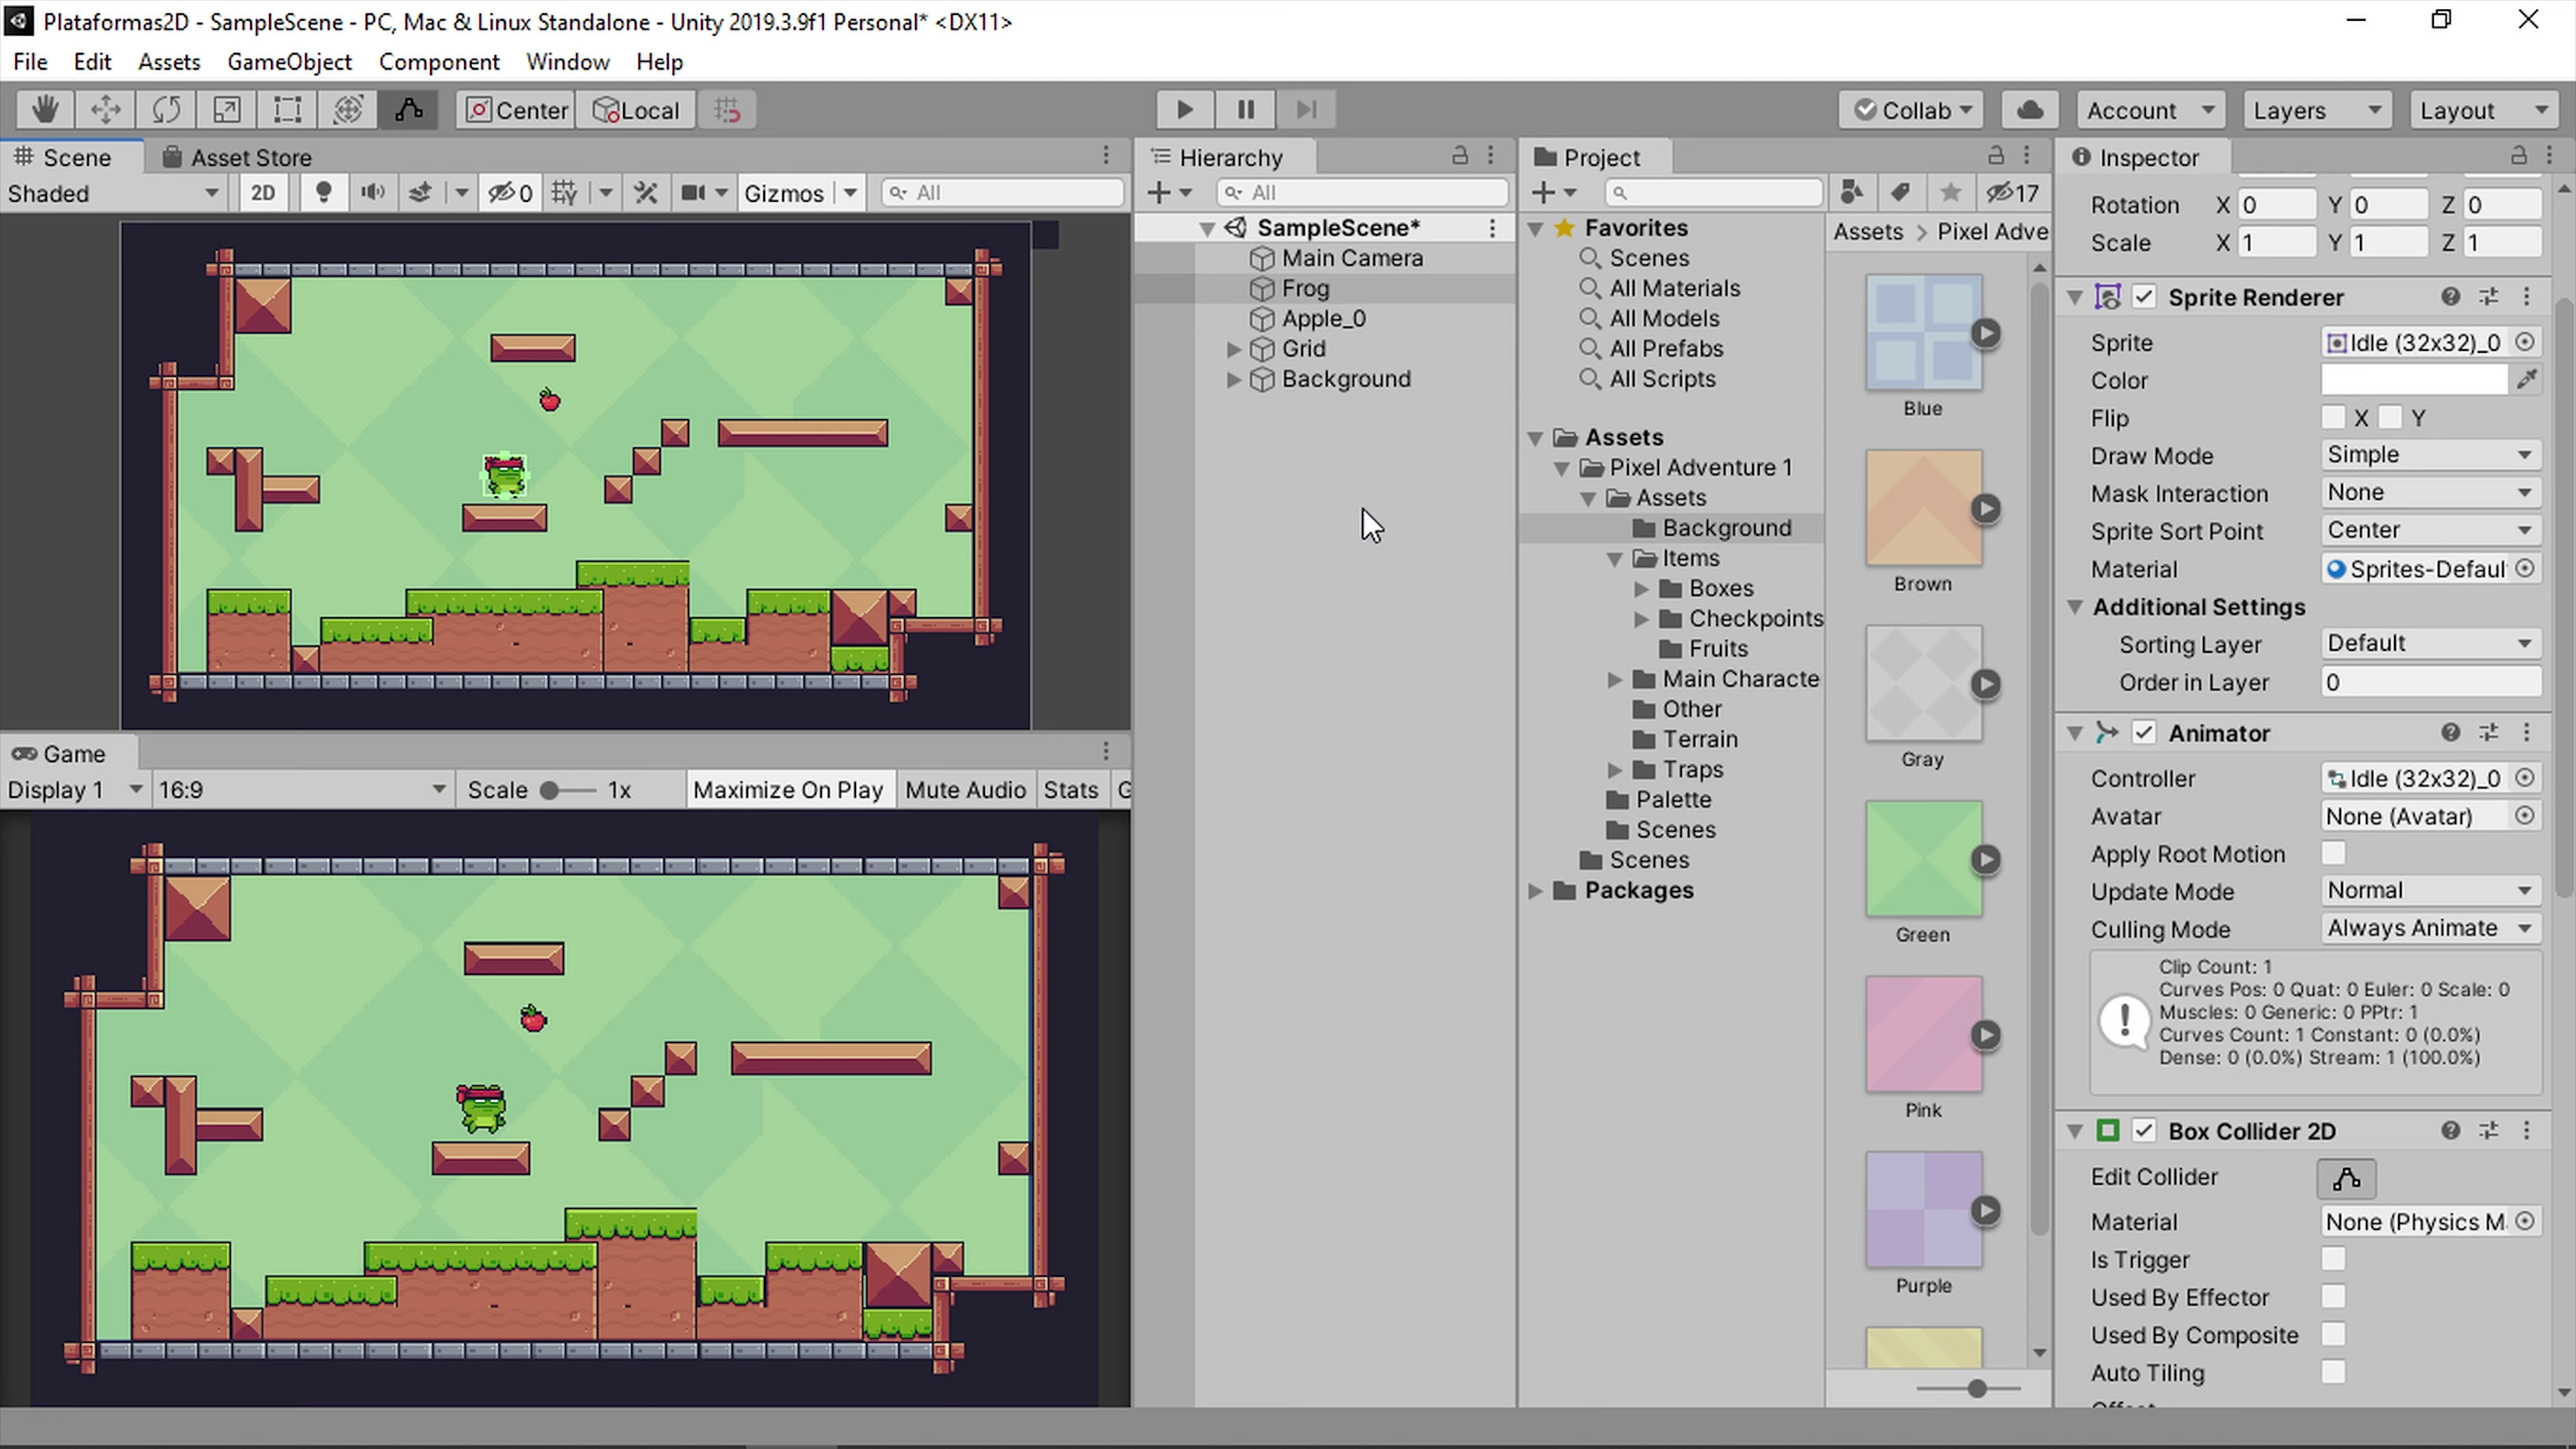 Plataformas2D - SampleScene - PC, Mac & Linux Standalone - Unity 2019.3.9f1 Personal* <DX11>
File Edit Assets GameObject Component Window Help
Center Local Collab Account Layers Layout
Scene Asset Store
Shaded 2D 0 Gizmos All
Hierarchy
All
SampleScene*
Main Camera
Frog
Apple_0
Grid
Background
Project
17
Favorites
Scenes
All Materials
All Models
All Prefabs
All Scripts
Assets
Pixel Adventure 1
Assets
Background
Items
Boxes
Checkpoints
Fruits
Main Characte
Other
Terrain
Traps
Palette
Scenes
Scenes
Packages
Assets > Pixel Adve
Blue
Brown
Gray
Green
Pink
Purple
Inspector
Rotation X 0 Y 0 Z 0
Scale X 1 Y 1 Z 1
Sprite Renderer
Sprite Idle (32x32)_0
Color
Flip X Y
Draw Mode Simple
Mask Interaction None
Sprite Sort Point Center
Material Sprites-Defaul
Additional Settings
Sorting Layer Default
Order in Layer 0
Animator
Controller Idle (32x32)_0
Avatar None (Avatar)
Apply Root Motion
Update Mode Normal
Culling Mode Always Animate
Clip Count: 1
Curves Pos: 0 Quat: 0 Euler: 0 Scale: 0
Muscles: 0 Generic: 0 PPtr: 1
Curves Count: 1 Constant: 0 (0.0%)
Dense: 0 (0.0%) Stream: 1 (100.0%)
Box Collider 2D
Edit Collider
Material None (Physics M
Is Trigger
Used By Effector
Used By Composite
Auto Tiling
Game
Display 1 16:9 Scale 1x Maximize On Play Mute Audio Stats G